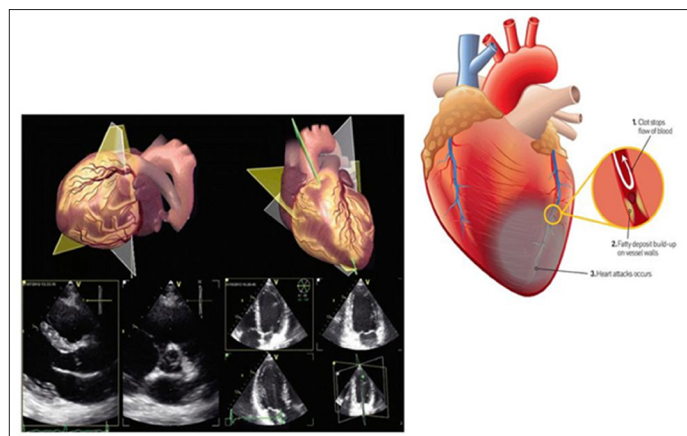 1. Clot stops
flow of blood
2. Fatty deposit build-up
on vessel walls
3. Heart attacks occurs
V
V
V
V
V